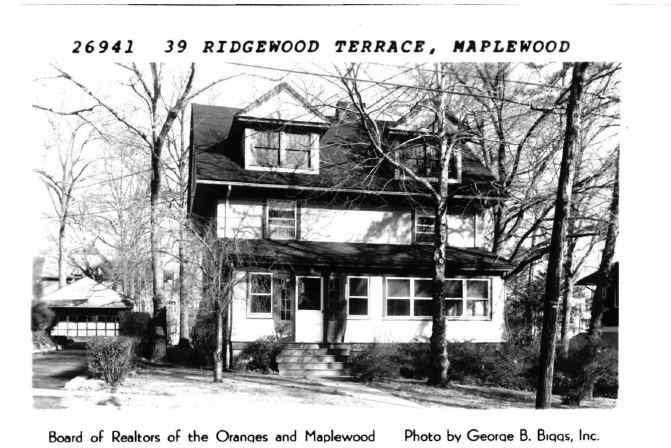 26941 39 RIDGEWOOD TERRACE, MAPLEWOOD
Board of Realtors of the Oranges and Maplewood Photo by George B. Biggs, Inc.